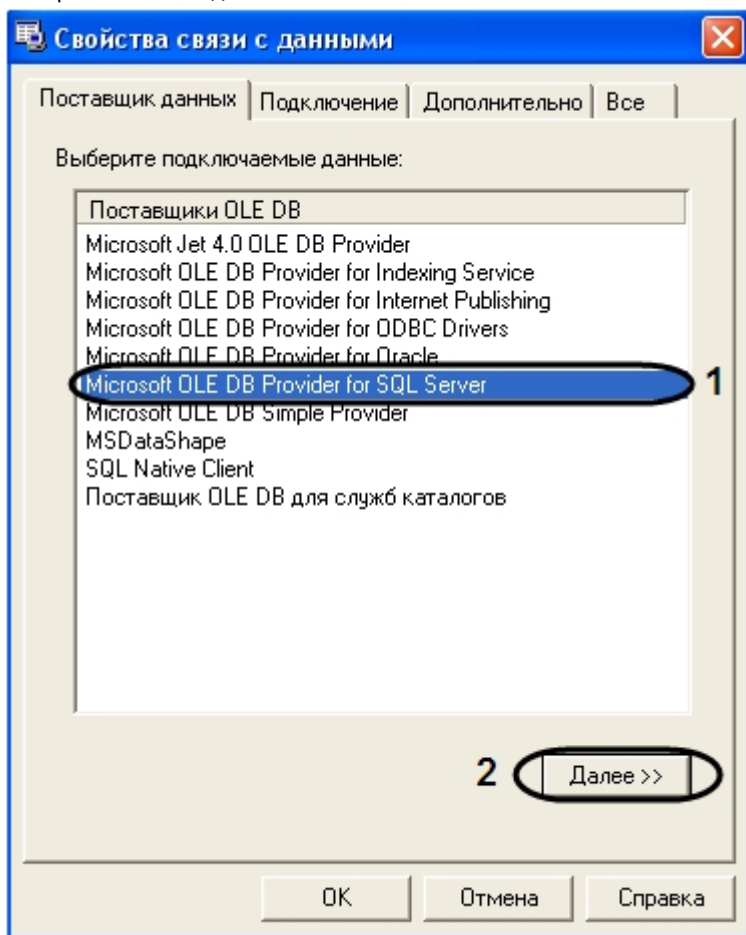 Свойства связи с данными
Поставщик данных Подключение Дополнительно Все
Выберите подключаемые данные:
Поставщики OLE DB
Microsoft Jet 4.0 OLE DB Provider
Microsoft OLE DB Provider for Indexing Service
Microsoft OLE DB Provider for Internet Publishing
Microsoft OLE DB Provider for ODBC Drivers
Microsoft OLE DB Provider for Oracle
Microsoft OLE DB Provider for SQL Server 1
Microsoft OLE DB Simple Provider
MSDataShape
SQL Native Client
Поставщик OLE DB для служб каталогов
2 Далее >>
OK Отмена Справка